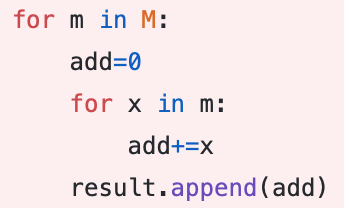 for m in M:
    add=0
    for x in m:
        add+=x
    result.append(add)